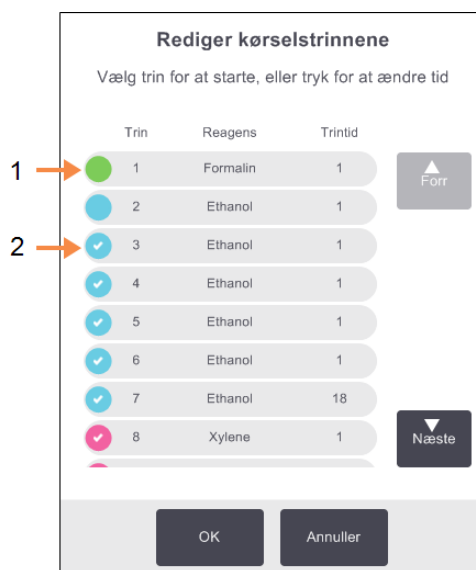 Rediger kørselstrinnene
Vælg trin for at starte, eller tryk for at ændre tid
Trin Reagens Trintid
1 1 Formalin 1 Forr
2 Ethanol 1
2 3 Ethanol 1
4 Ethanol 1
5 Ethanol 1
6 Ethanol 1
7 Ethanol 18
8 Xylene 1 Næste
OK Annuller